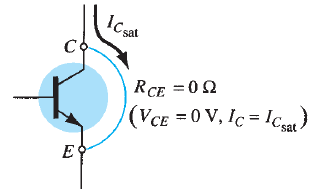 I_Csat
C
R_CE = 0 Ω
(V_CE = 0 V, I_C = I_Csat)
E